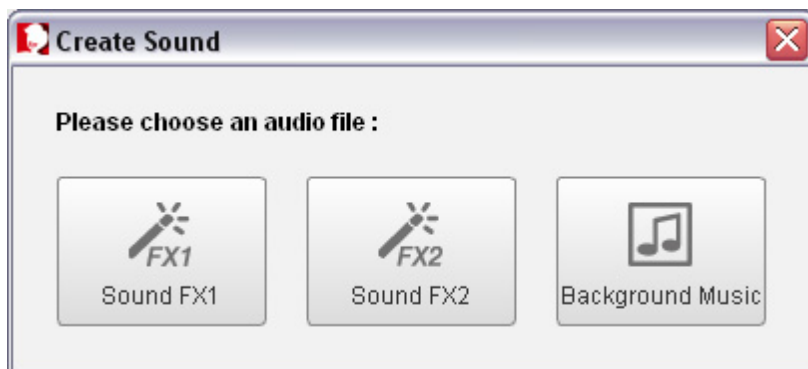 Create Sound
Please choose an audio file :
FX1
FX2
Sound FX1
Sound FX2
Background Music